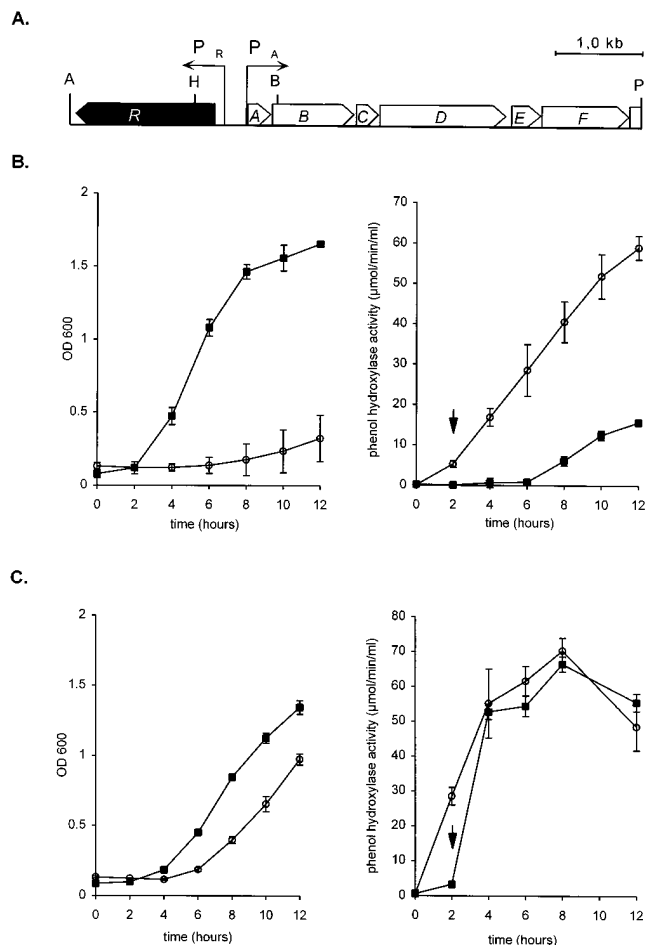 A.
1,0 kb
P R P A
A H B P
R A B C D E F
B.
2
1.5
1
0.5
0
OD 600
0 2 4 6 8 10 12
time (hours)
70
60
50
40
30
20
10
0
phenol hydroxylase activity (µmol/min/ml)
0 2 4 6 8 10 12
time (hours)
C.
2
1.5
1
0.5
0
OD 600
0 2 4 6 8 10 12
time (hours)
80
70
60
50
40
30
20
10
0
phenol hydroxylase activity (µmol/min/ml)
0 2 4 6 8 10 12
time (hours)